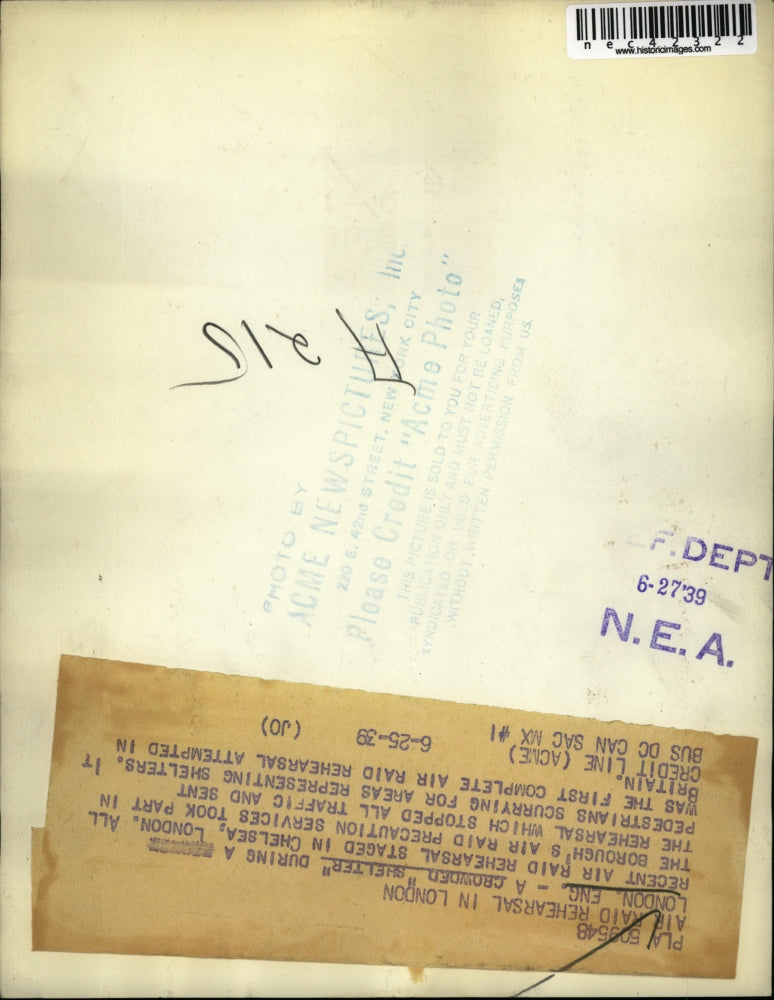 nec42322
www.historicimages.com
# 215
PHOTO BY
ACME NEWSPICTURES, Inc.
220 E. 42nd STREET, NEW YORK CITY
Please Credit "Acme Photo"
THIS PICTURE IS SOLD TO YOU FOR YOUR
PUBLICATION ONLY AND MUST NOT BE LOANED,
SYNDICATED OR USED FOR ADVERTISING PURPOSES
WITHOUT WRITTEN PERMISSION FROM US.
DEPT
6-27'39
N.E.A.
PLA 509548
AIR RAID REHEARSAL IN LONDON
LONDON, ENG. - A CROWDED "SHELTER" DURING A
RECENT AIR RAID REHEARSAL STAGED IN CHELSEA, LONDON. ALL
THE BOROUGH'S AIR RAID PRECAUTION SERVICES TOOK PART IN
THE REHEARSAL WHICH STOPPED ALL TRAFFIC AND SENT
PEDESTRIANS SCURRYING FOR AREAS REPRESENTING SHELTERS. IT
WAS THE FIRST COMPLETE AIR RAID REHEARSAL ATTEMPTED IN
BRITAIN.
CREDIT LINE (ACME)
BUS DC CAN SAC MX #1 6-25-39 (JO)